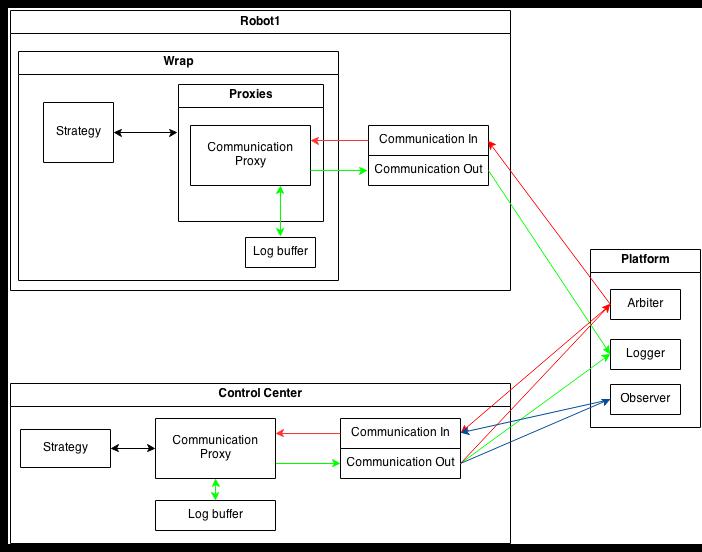 Robot1
Wrap
Proxies
Strategy
Communication
Proxy
Communication In
Communication Out
Log buffer
Platform
Arbiter
Logger
Observer
Control Center
Strategy
Communication
Proxy
Communication In
Communication Out
Log buffer